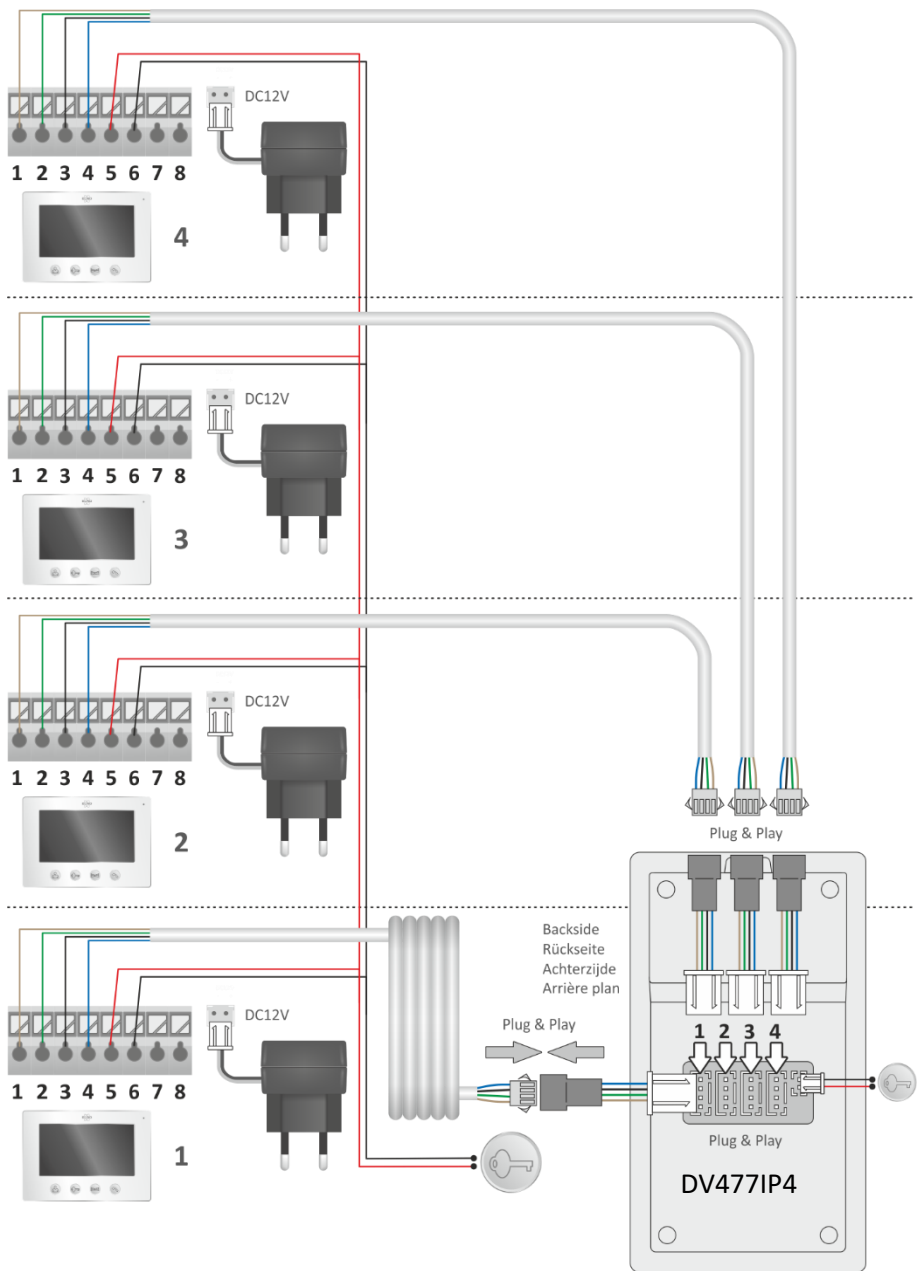 DC12V
1 2 3 4 5 6 7 8
4
DC12V
1 2 3 4 5 6 7 8
3
DC12V
1 2 3 4 5 6 7 8
2
Plug & Play
Backside
Rückseite
Achterzijde
Arrière plan
Plug & Play
DC12V
1 2 3 4 5 6 7 8
1
1 2 3 4
Plug & Play
DV477IP4